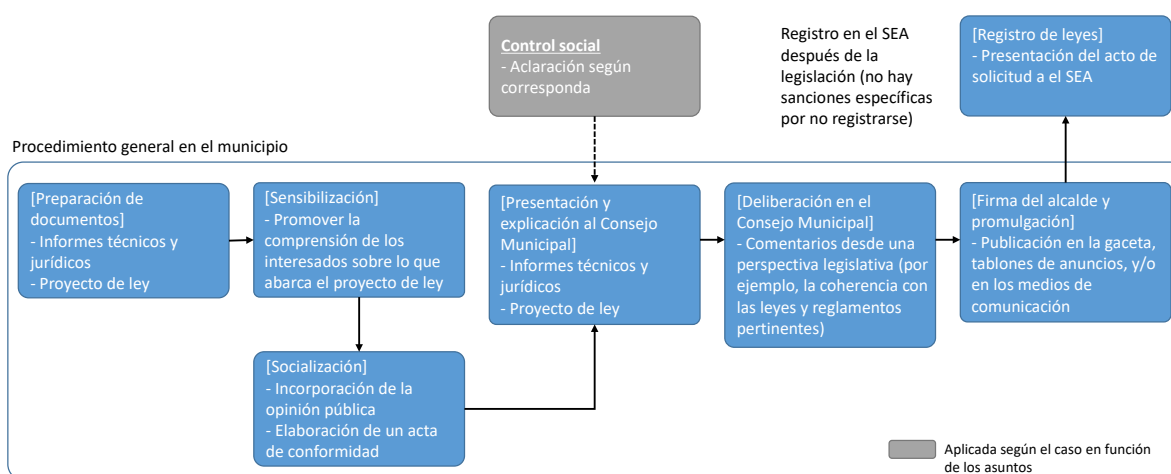 Control social
- Aclaración según
corresponda
Registro en el SEA
después de la
legislación (no hay
sanciones específicas
por no registrarse)
[Registro de leyes]
- Presentación del acto de
solicitud a el SEA
Procedimiento general en el municipio
[Preparación de
documentos]
- Informes técnicos y
jurídicos
- Proyecto de ley
[Sensibilización]
- Promover la
comprensión de los
interesados sobre lo que
abarca el proyecto de ley
[Socialización]
- Incorporación de la
opinión pública
- Elaboración de un acta
de conformidad
[Presentación y
explicación al Consejo
Municipal]
- Informes técnicos y
jurídicos
- Proyecto de ley
[Deliberación en el
Consejo Municipal]
- Comentarios desde una
perspectiva legislativa (por
ejemplo, la coherencia con
las leyes y reglamentos
pertinentes)
[Firma del alcalde y
promulgación]
- Publicación en la gaceta,
tablones de anuncios, y/o
en los medios de
comunicación
Aplicada según el caso en función
de los asuntos